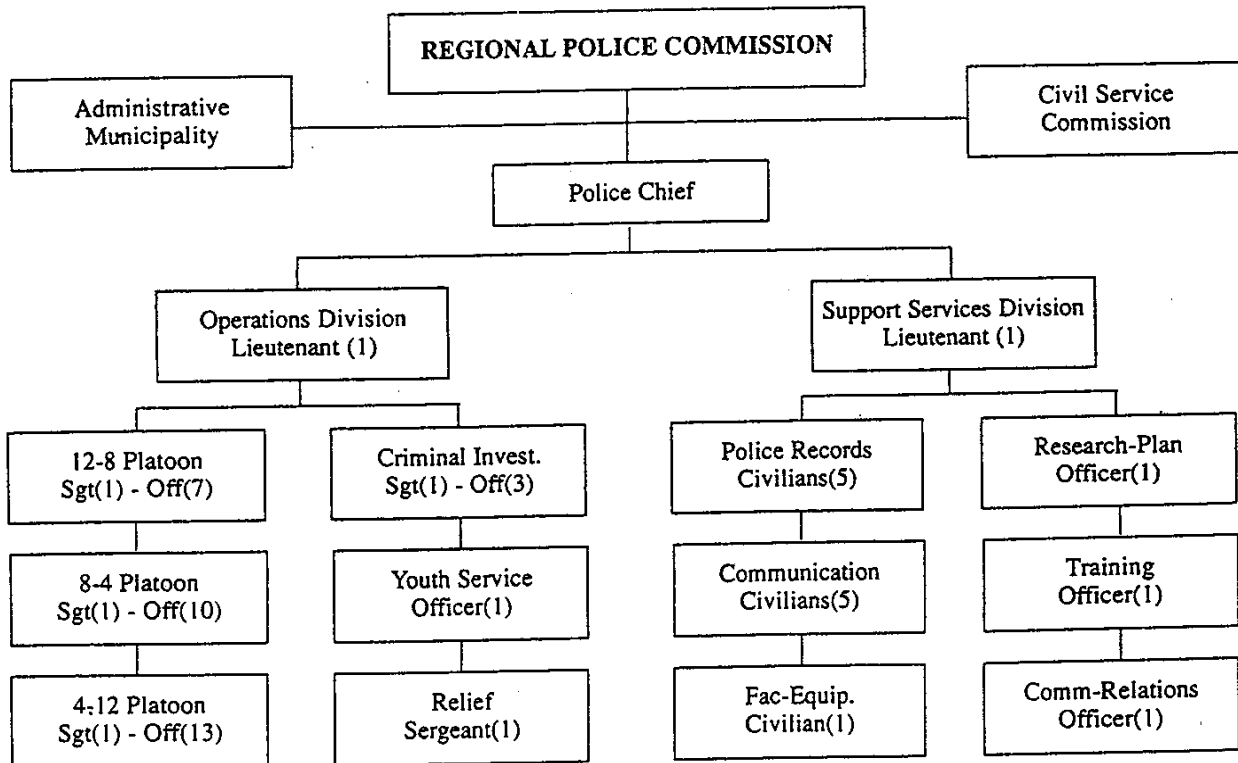 REGIONAL POLICE COMMISSION
Administrative
Municipality
Civil Service
Commission
Police Chief
Operations Division
Lieutenant (1)
Support Services Division
Lieutenant (1)
12-8 Platoon
Sgt(1) - Off(7)
Criminal Invest.
Sgt(1) - Off(3)
Police Records
Civilians(5)
Research-Plan
Officer(1)
8-4 Platoon
Sgt(1) - Off(10)
Youth Service
Officer(1)
Communication
Civilians(5)
Training
Officer(1)
4-12 Platoon
Sgt(1) - Off(13)
Relief
Sergeant(1)
Fac-Equip.
Civilian(1)
Comm-Relations
Officer(1)